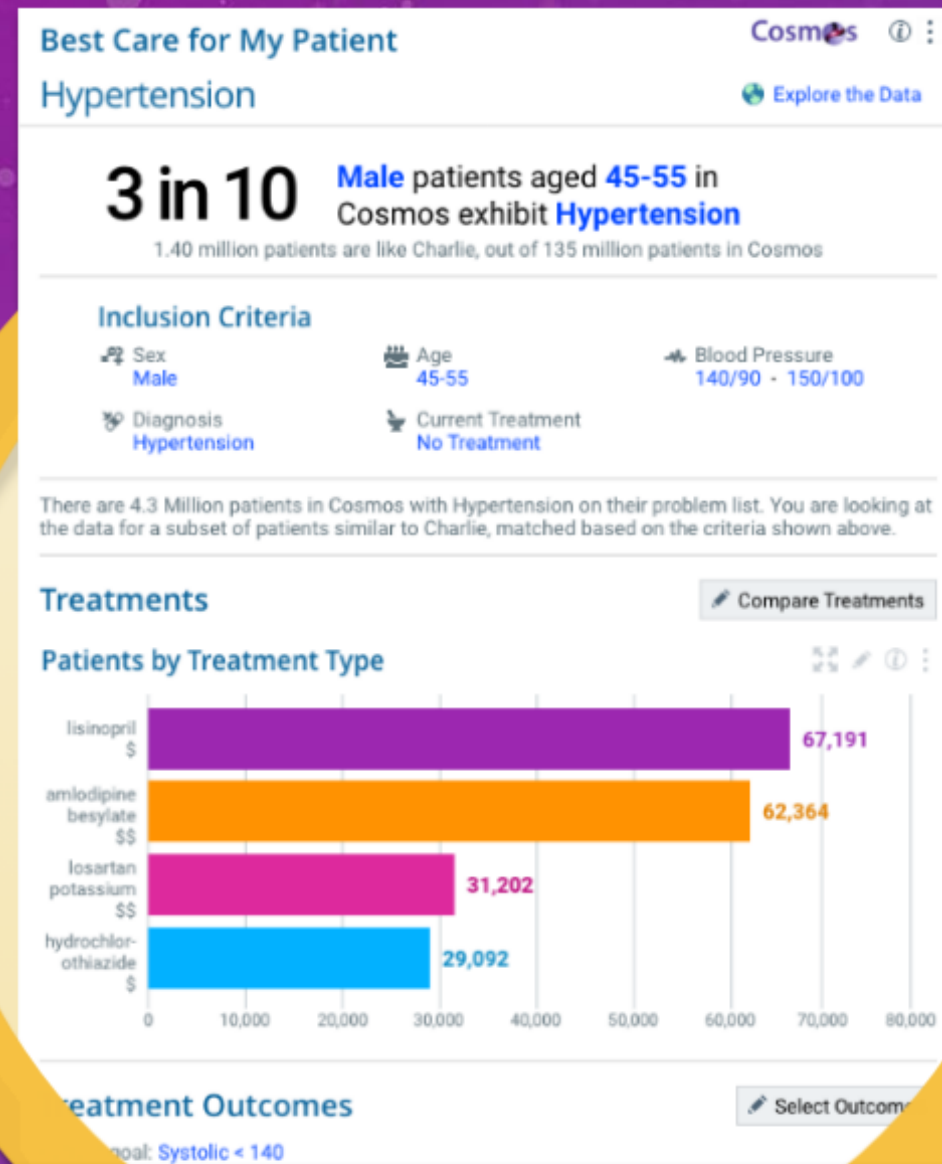 Best Care for My Patient
Cosmos
Hypertension
Explore the Data
3 in 10
Male patients aged 45-55 in
Cosmos exhibit Hypertension
1.40 million patients are like Charlie, out of 135 million patients in Cosmos
Inclusion Criteria
Sex
Male
Age
45-55
Blood Pressure
140/90 - 150/100
Diagnosis
Hypertension
Current Treatment
No Treatment
There are 4.3 Million patients in Cosmos with Hypertension on their problem list. You are looking at
the data for a subset of patients similar to Charlie, matched based on the criteria shown above.
Treatments
Compare Treatments
Patients by Treatment Type
lisinopril
$
67,191
amlodipine
besylate
$$
62,364
losartan
potassium
$$
31,202
hydrochlor-
othiazide
$
29,092
0 10,000 20,000 30,000 40,000 50,000 60,000 70,000 80,000
eatment Outcomes
Select Outcom
goal: Systolic < 140